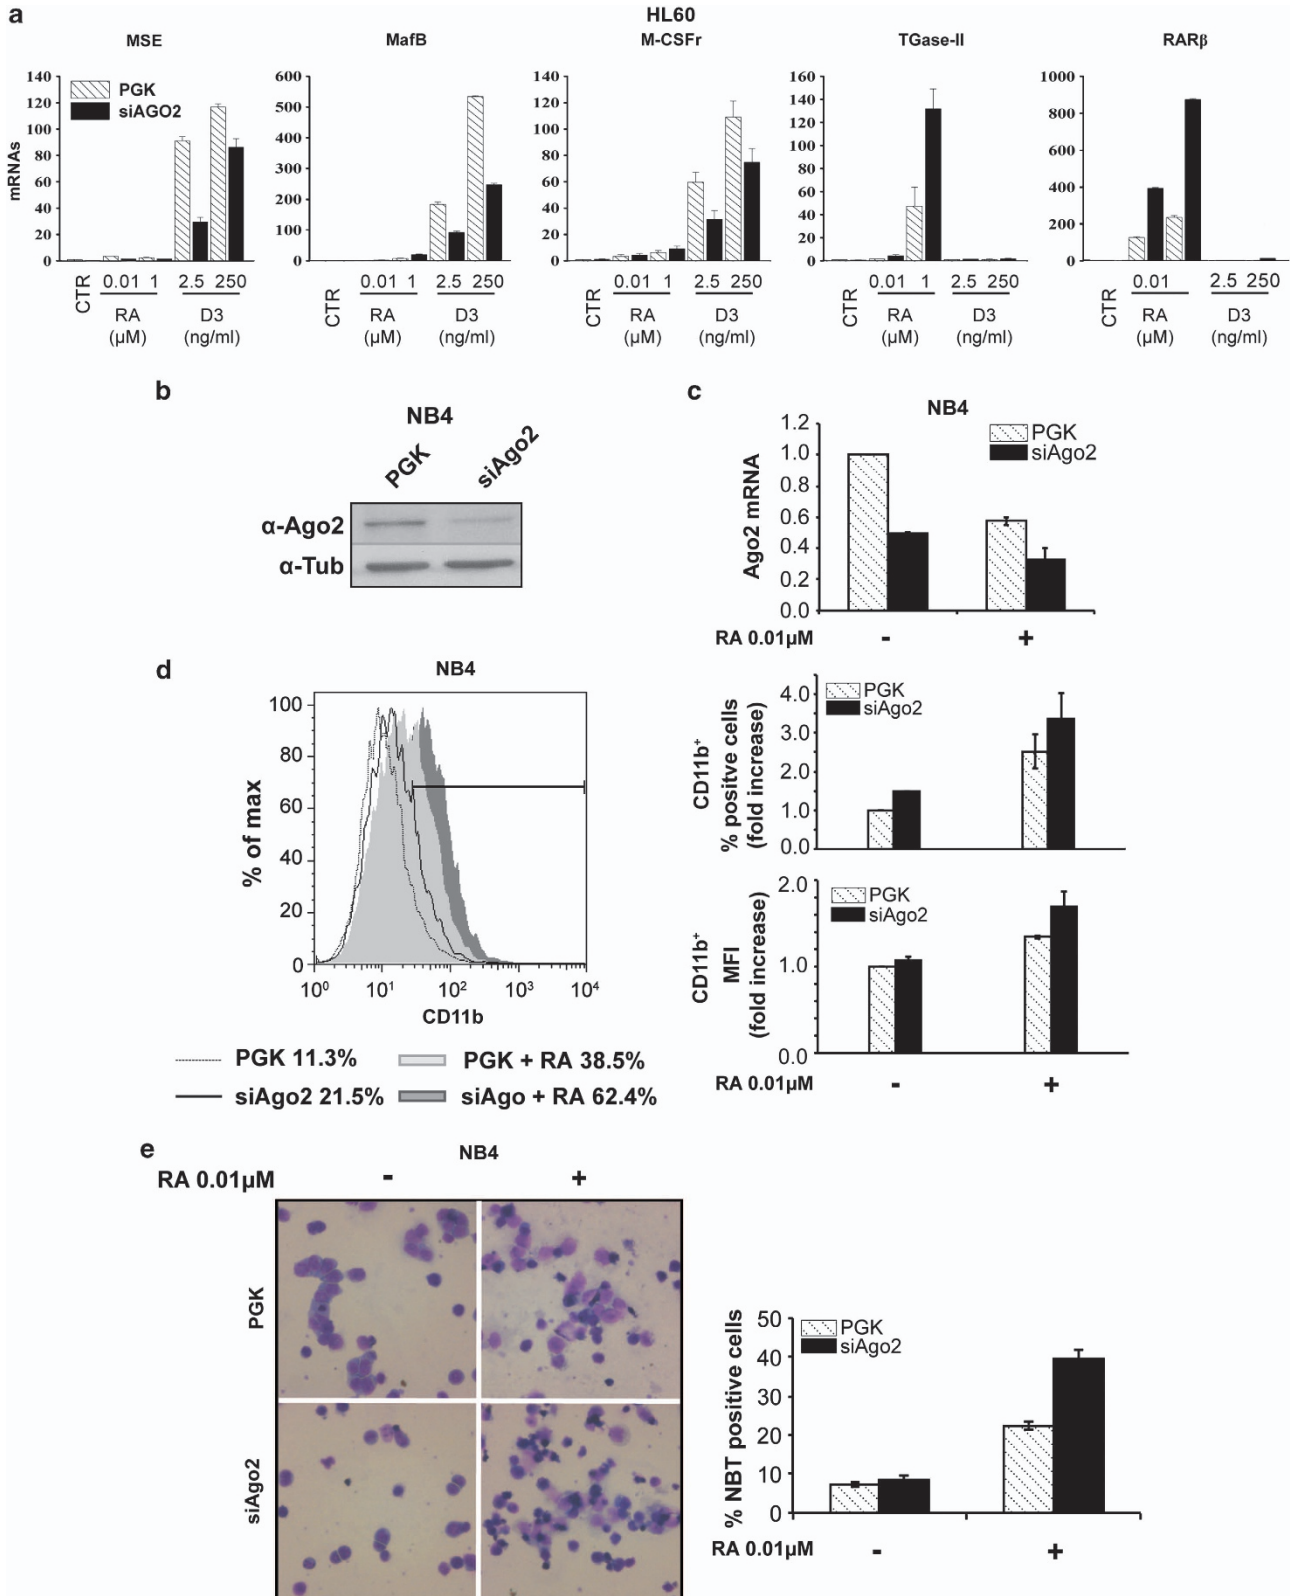 a
HL60
MSE MafB M-CSFr TGase-II RARβ
mRNAs
140
120
100
80
60
40
20
0
PGK
siAGO2
600
500
400
300
200
100
0
140
120
100
80
60
40
20
0
160
140
120
100
80
60
40
20
0
1000
800
600
400
200
0
CTR 0.01 1 2.5 250
RA D3
(µM) (ng/ml)
CTR 0.01 1 2.5 250
RA D3
(µM) (ng/ml)
CTR 0.01 1 2.5 250
RA D3
(µM) (ng/ml)
CTR 0.01 1 2.5 250
RA D3
(µM) (ng/ml)
CTR 0.01 2.5 250
RA D3
(µM) (ng/ml)
b
NB4
PGK siAgo2
α-Ago2
α-Tub
c
NB4
Ago2 mRNA
1.2
1.0
0.8
0.6
0.4
0.2
0.0
PGK
siAgo2
RA 0.01µM - +
CD11b+
% positve cells
(fold increase)
4.0
3.0
2.0
1.0
0.0
PGK
siAgo2
CD11b+
MFI
(fold increase)
2.0
1.0
0.0
PGK
siAgo2
RA 0.01µM - +
d
NB4
% of max
100
80
60
40
20
0
10⁰ 10¹ 10² 10³ 10⁴
CD11b
PGK 11.3% PGK + RA 38.5%
siAgo2 21.5% siAgo + RA 62.4%
e
NB4
RA 0.01µM - +
PGK
siAgo2
% NBT positive cells
50
40
30
20
10
0
PGK
siAgo2
RA 0.01µM - +